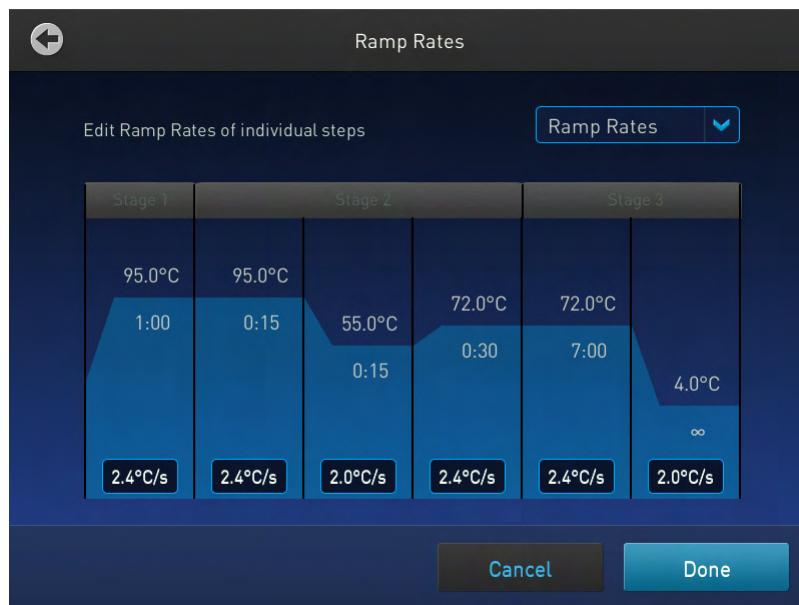 Ramp Rates
Edit Ramp Rates of individual steps
Ramp Rates
Stage 1
Stage 2
Stage 3
95.0°C
1:00
95.0°C
0:15
55.0°C
0:15
72.0°C
0:30
72.0°C
7:00
4.0°C
∞
2.4°C/s
2.4°C/s
2.0°C/s
2.4°C/s
2.4°C/s
2.0°C/s
Cancel
Done